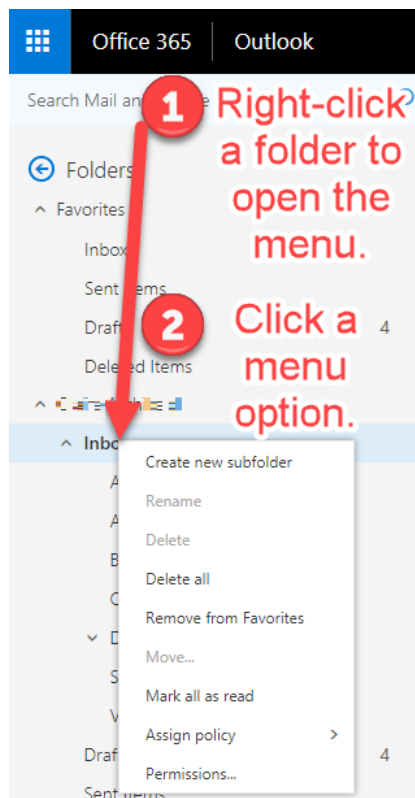 Office 365 Outlook
Search Mail an e
1 Right-click
a folder to
open the
menu.
Folders
Favorites
Inbox
Sent Items
2 Click a
menu
option.
Draf 4
Deleted Items
Inbo
Create new subfolder
A
Rename
A
Delete
B
Delete all
C
Remove from Favorites
D
Move...
S
Mark all as read
V
Assign policy
Draf 4
Permissions...
Sent Items